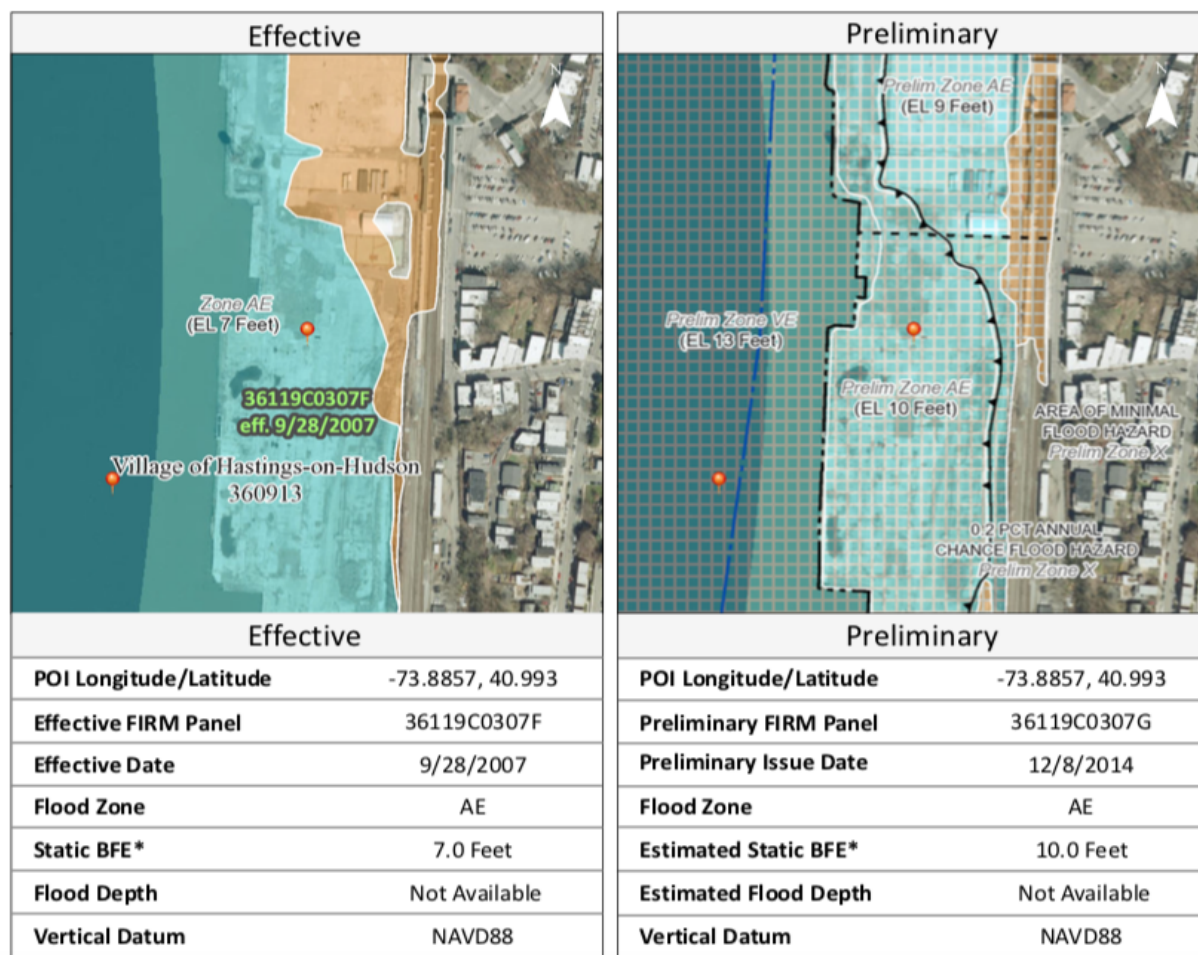 Effective
N
Zone AE
(EL 7 Feet)
36119C0307F
eff. 9/28/2007
Village of Hastings-on-Hudson
360913
Effective
POI Longitude/Latitude -73.8857, 40.993
Effective FIRM Panel 36119C0307F
Effective Date 9/28/2007
Flood Zone AE
Static BFE* 7.0 Feet
Flood Depth Not Available
Vertical Datum NAVD88
Preliminary
N
Prelim Zone AE
(EL 9 Feet)
Prelim Zone VE
(EL 13 Feet)
Prelim Zone AE
(EL 10 Feet)
AREA OF MINIMAL
FLOOD HAZARD
Prelim Zone X
0.2 PCT ANNUAL
CHANCE FLOOD HAZARD
Prelim Zone X
Preliminary
POI Longitude/Latitude -73.8857, 40.993
Preliminary FIRM Panel 36119C0307G
Preliminary Issue Date 12/8/2014
Flood Zone AE
Estimated Static BFE* 10.0 Feet
Estimated Flood Depth Not Available
Vertical Datum NAVD88